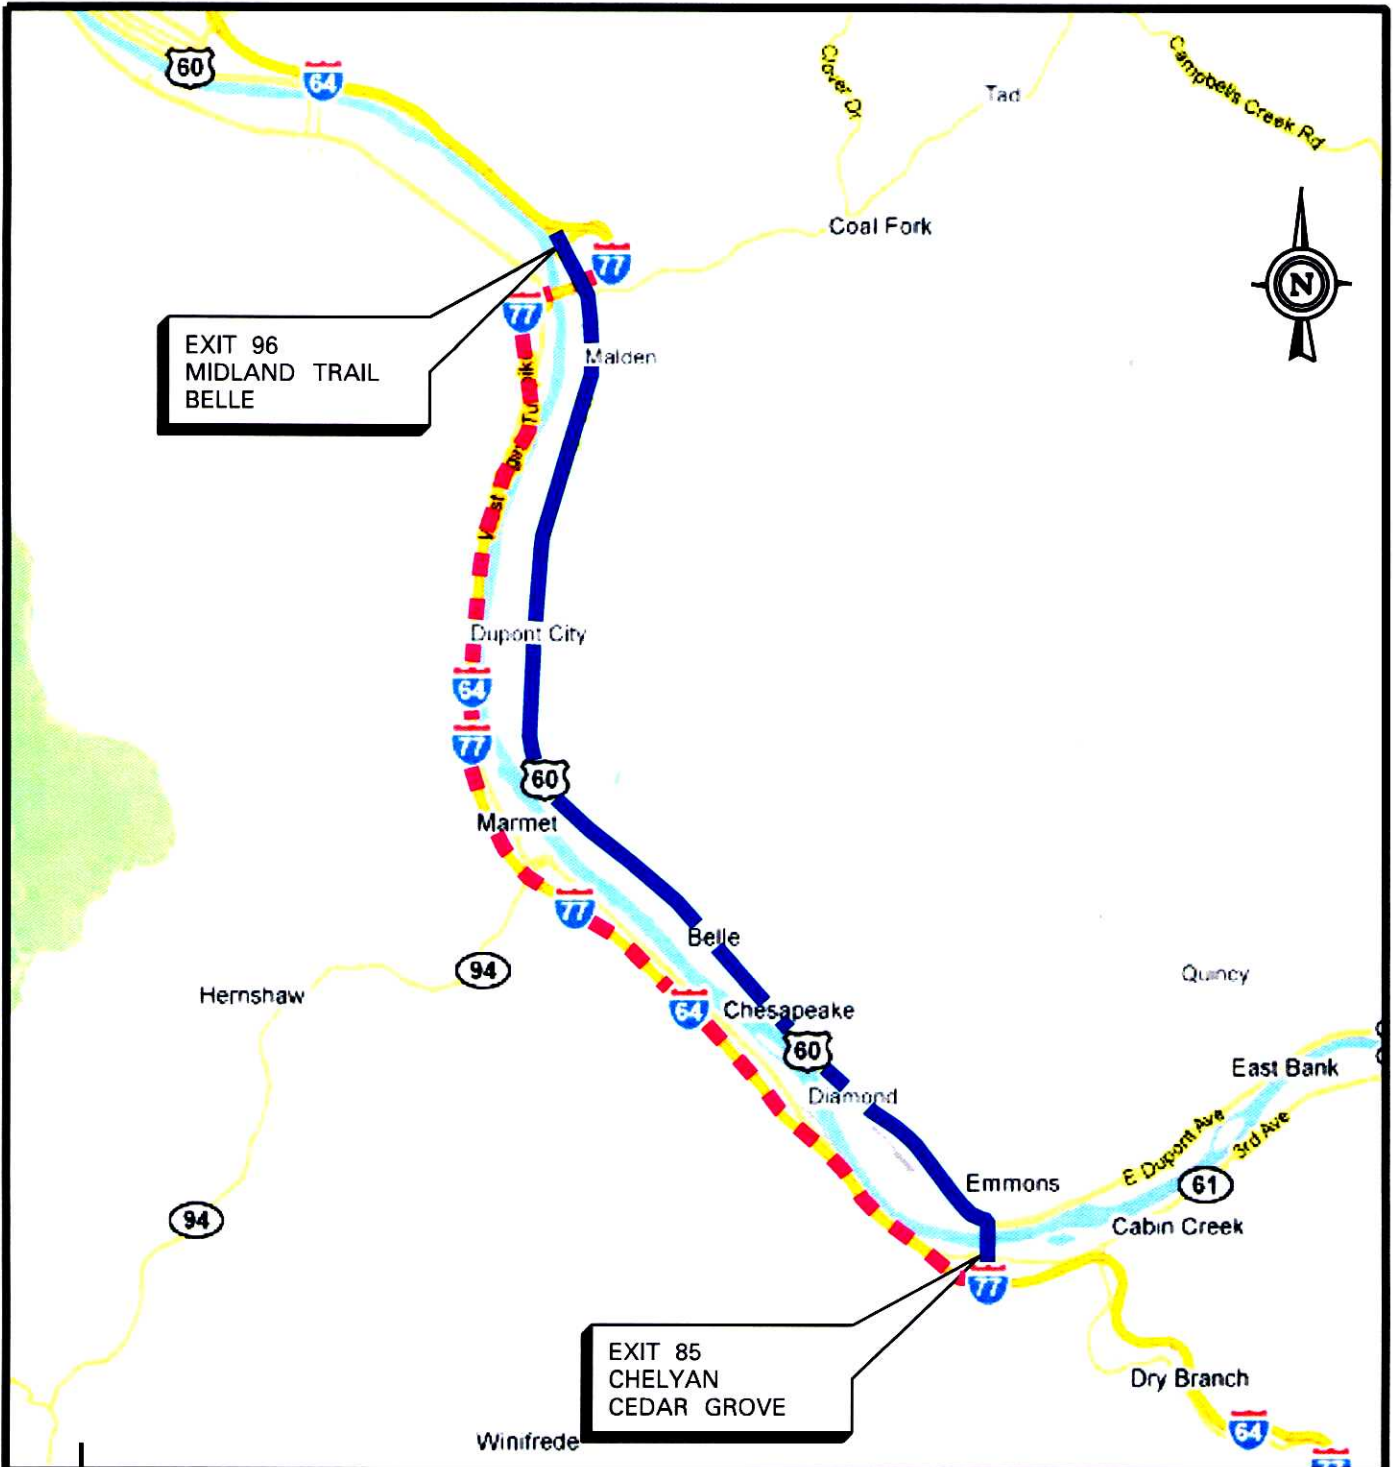 60
64
Clover Dr
Tad
Campbells Creek Rd
Coal Fork
77
77
N
EXIT 96
MIDLAND TRAIL
BELLE
Malden
Dupont City
64
77
60
Marmet
77
Belle
94
Hernshaw
Quincy
64
Chesapeake
60
East Bank
Diamond
E Dupont Ave
3rd Ave
Emmons
61
94
Cabin Creek
77
EXIT 85
CHELYAN
CEDAR GROVE
Dry Branch
64
Winifrede
77